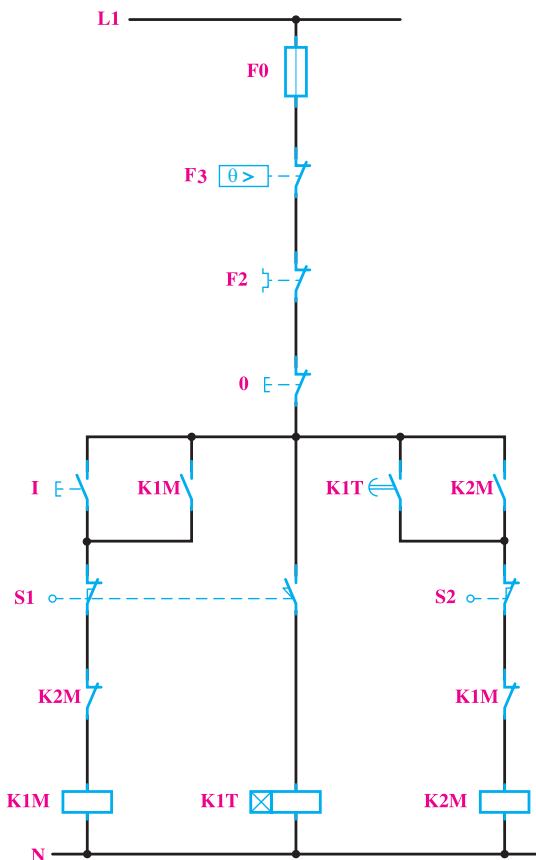 L1
F0
F3 θ >
F2
0
I K1M K1T K2M
S1 S2
K2M K1M
K1M K1T K2M
N